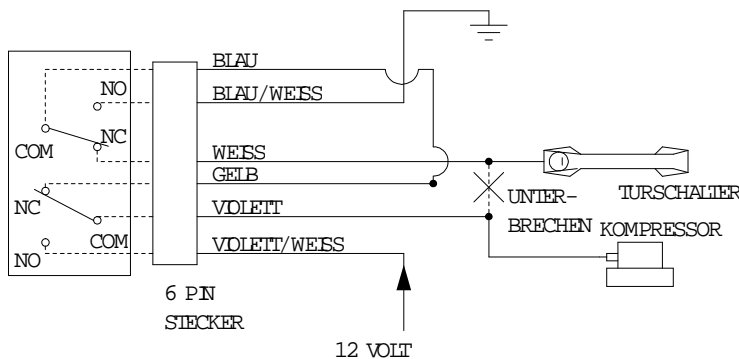 BLAU
NO
BLAU/WEISS
NC
COM
WEISS
GELB
NC
VIOLETT
COM
NO
VIOLETT/WEISS
UNTER-
BRECHEN
TURSCHALTER
KOMPRESSOR
6 PIN
STECKER
12 VOLT